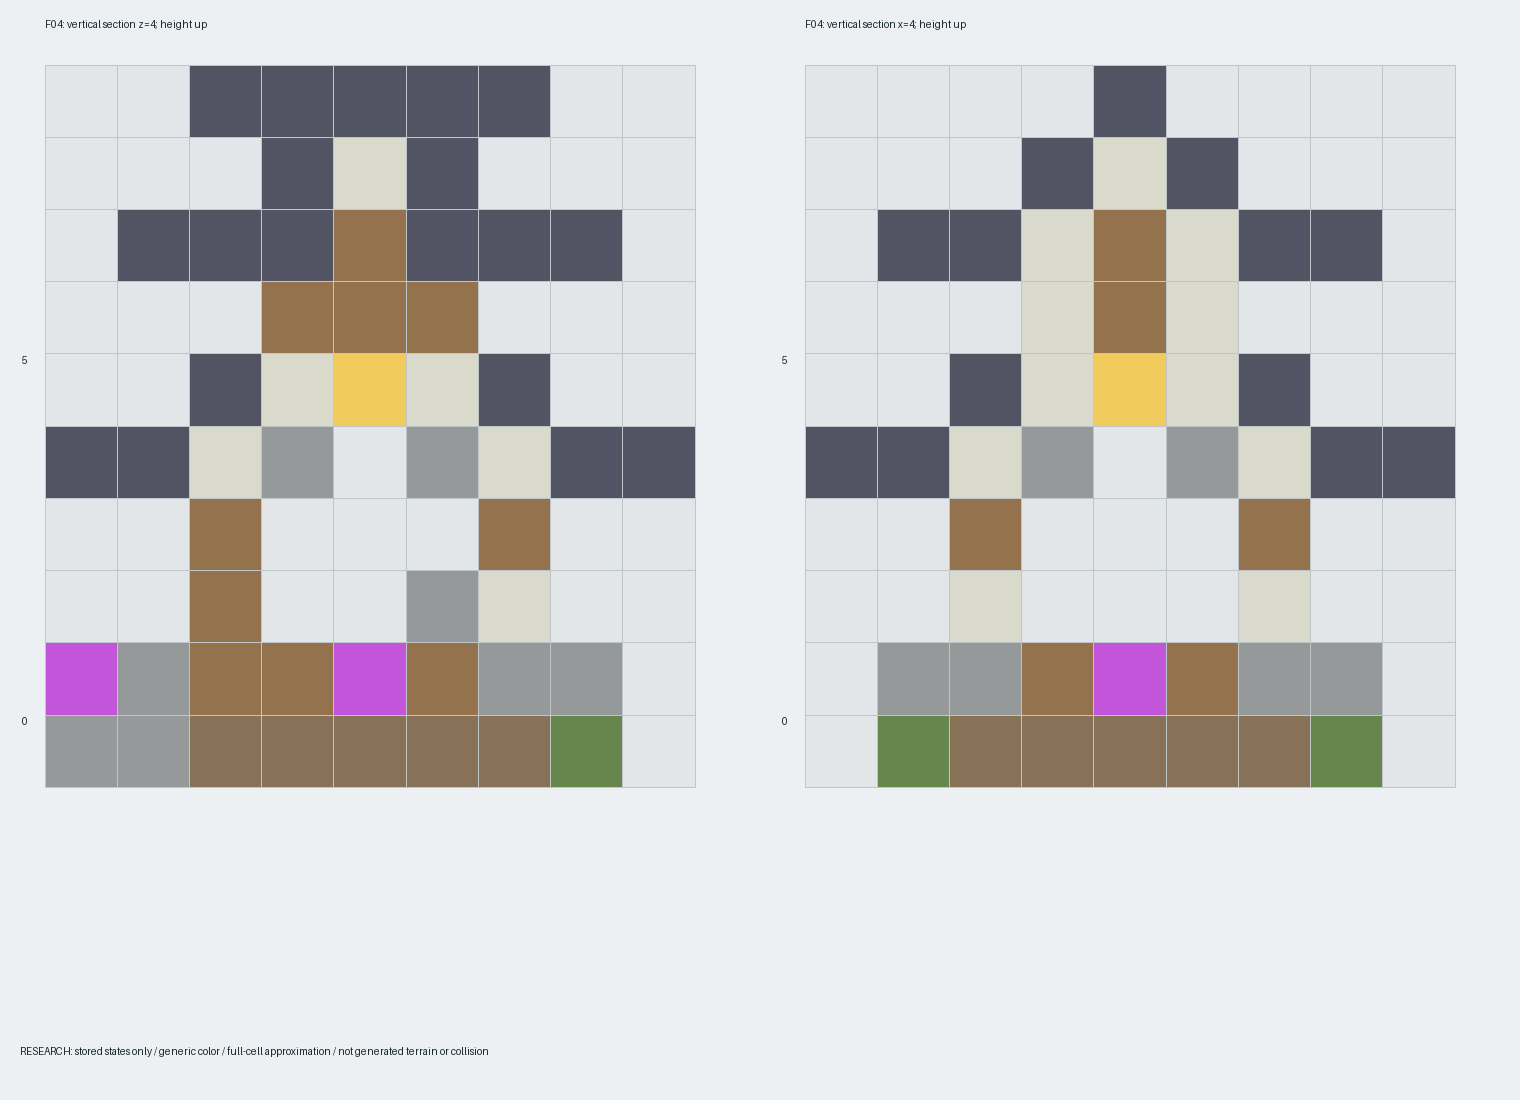 F04: vertical section z=4; height up
F04: vertical section x=4; height up
5
5
0
0
RESEARCH: stored states only / generic color / full-cell approximation / not generated terrain or collision